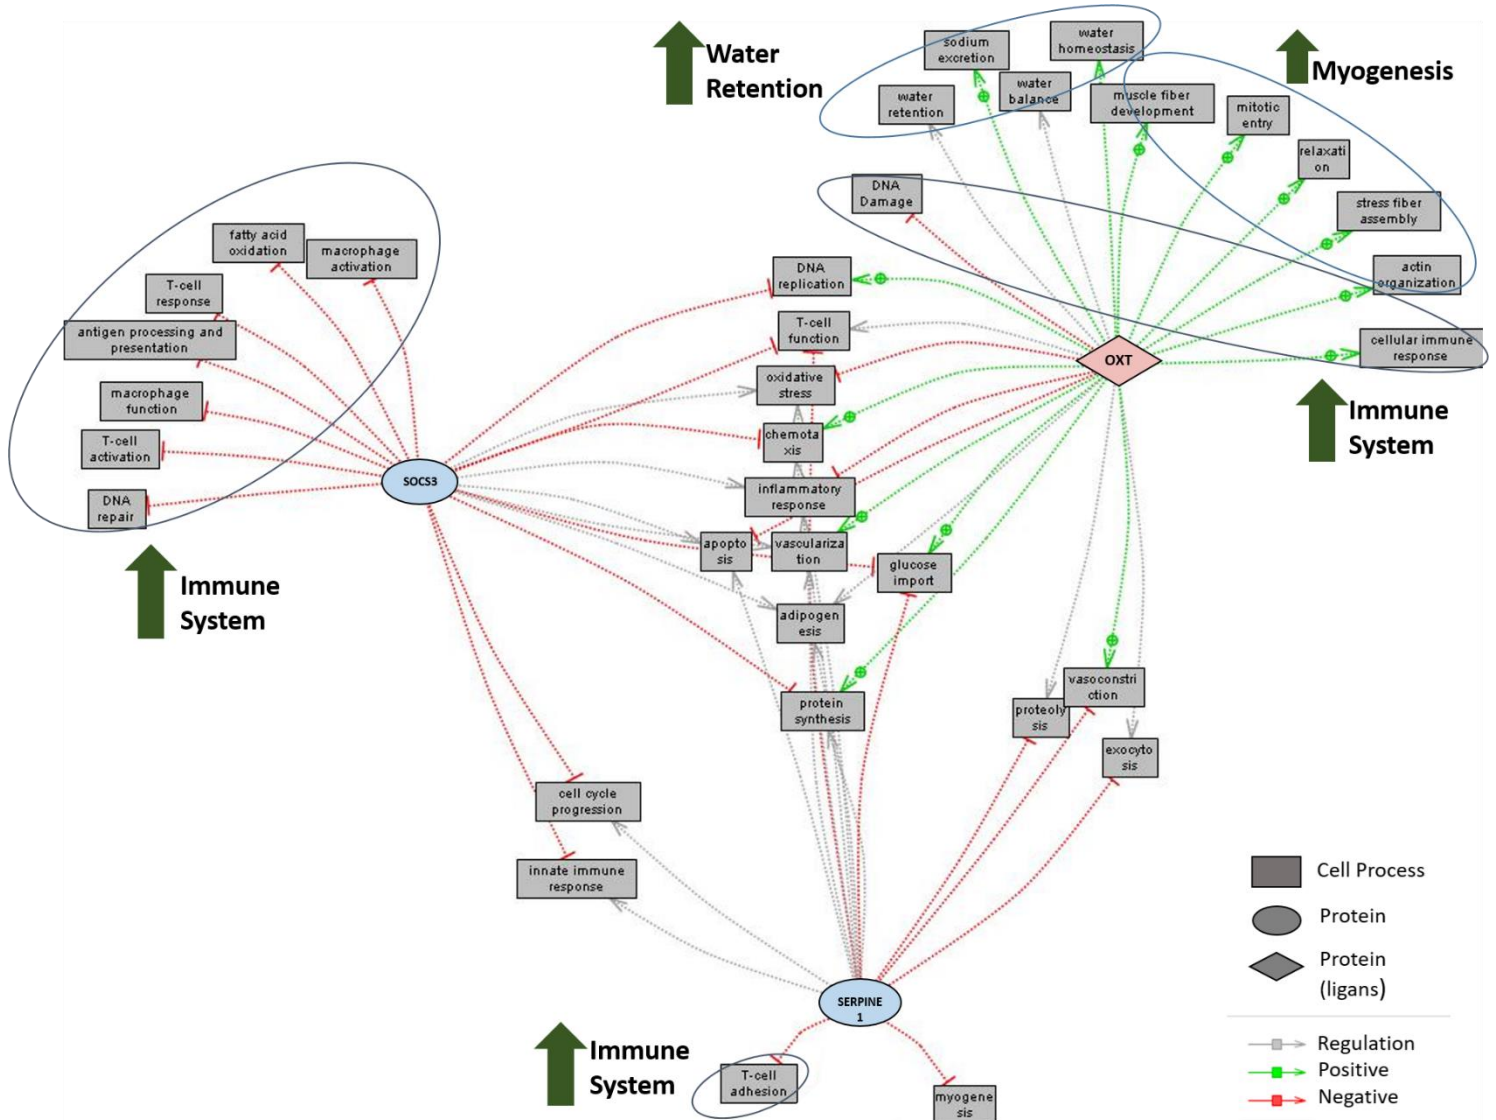 Water
Retention
sodium
excretion
water
homeostasis
water
retention
water
balance
Myogenesis
muscle fiber
development
mitotic
entry
relaxati
on
stress fiber
assembly
actin
organization
cellular immune
response
DNA
Damage
OXT
Immune
System
fatty acid
oxidation
macrophage
activation
T-cell
response
antigen processing and
presentation
macrophage
function
T-cell
activation
DNA
repair
SOCS3
Immune
System
DNA
replication
T-cell
function
oxidative
stress
chemota
xis
inflammatory
response
apopto
sis
vasculariza
tion
glucose
import
adipogen
esis
protein
synthesis
vasoconstri
ction
proteoly
sis
exocyto
sis
cell cycle
progression
innate immune
response
SERPINE
1
Immune
System
T-cell
adhesion
myogene
sis
Cell Process
Protein
Protein
(ligans)
Regulation
Positive
Negative